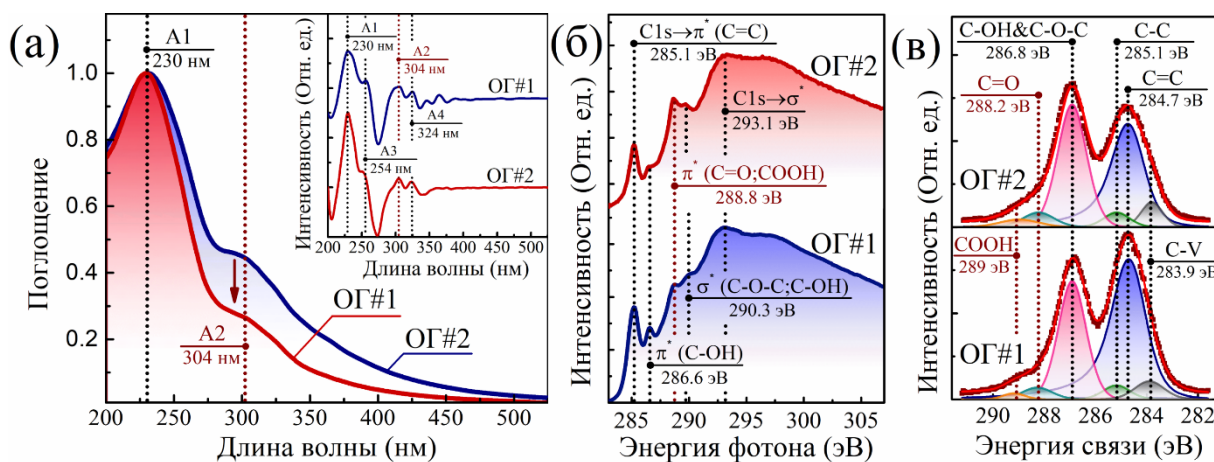 (а)
A1
230 нм
Поглощение
1.0
0.8
0.6
0.4
0.2
A2
304 нм
ОГ#1
ОГ#2
200 250 300 350 400 450 500
Длина волны (нм)
Интенсивность (Отн. ед.)
A1
230 нм
A2
304 нм
ОГ#1
A4
324 нм
A3
254 нм
ОГ#2
200 250 300 350 400 450 500
Длина волны (нм)
(б)
Интенсивность (Отн. ед.)
C1s→π* (C=C)
285.1 эВ
ОГ#2
C1s→σ*
293.1 эВ
π* (C=O;COOH)
288.8 эВ
ОГ#1
σ* (C-O-C;C-OH)
290.3 эВ
π* (C-OH)
286.6 эВ
285 290 295 300 305
Энергия фотона (эВ)
(в)
Интенсивность (Отн. ед.)
C-OH&C-O-C
286.8 эВ
C-C
285.1 эВ
C=O
288.2 эВ
C=C
284.7 эВ
ОГ#2
COOH
289 эВ
C-V
283.9 эВ
ОГ#1
290 288 286 284 282
Энергия связи (эВ)